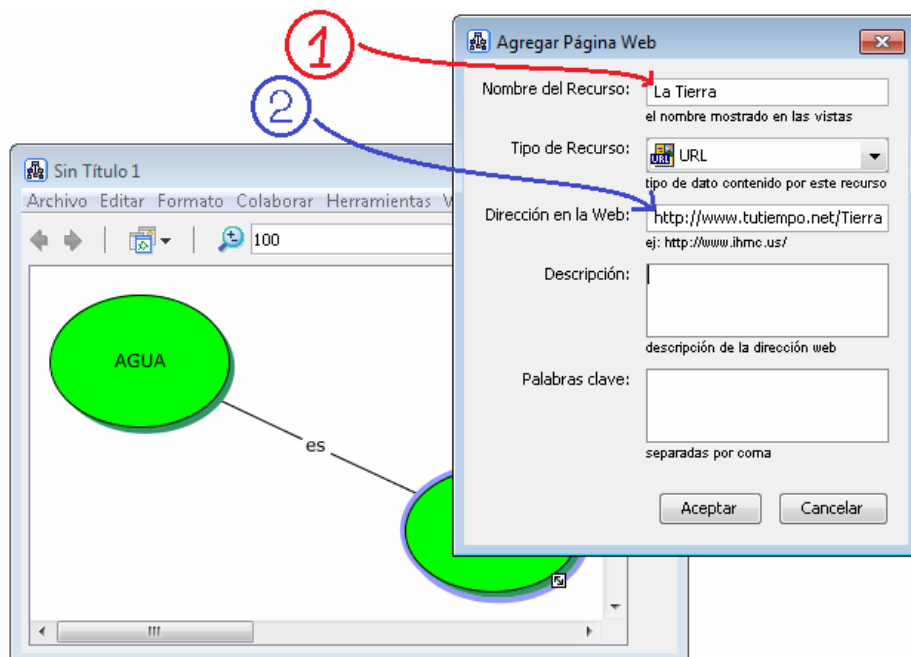 1
2
Agregar Página Web
Nombre del Recurso: La Tierra
el nombre mostrado en las vistas
Tipo de Recurso: URL URL
tipo de dato contenido por este recurso
Dirección en la Web: http://www.tutiempo.net/Tierra
ej: http://www.ihmc.us/
Descripción:
descripción de la dirección web
Palabras clave:
separadas por coma
Aceptar Cancelar
Sin Título 1
Archivo Editar Formato Colaborar Herramientas V
100
AGUA
es